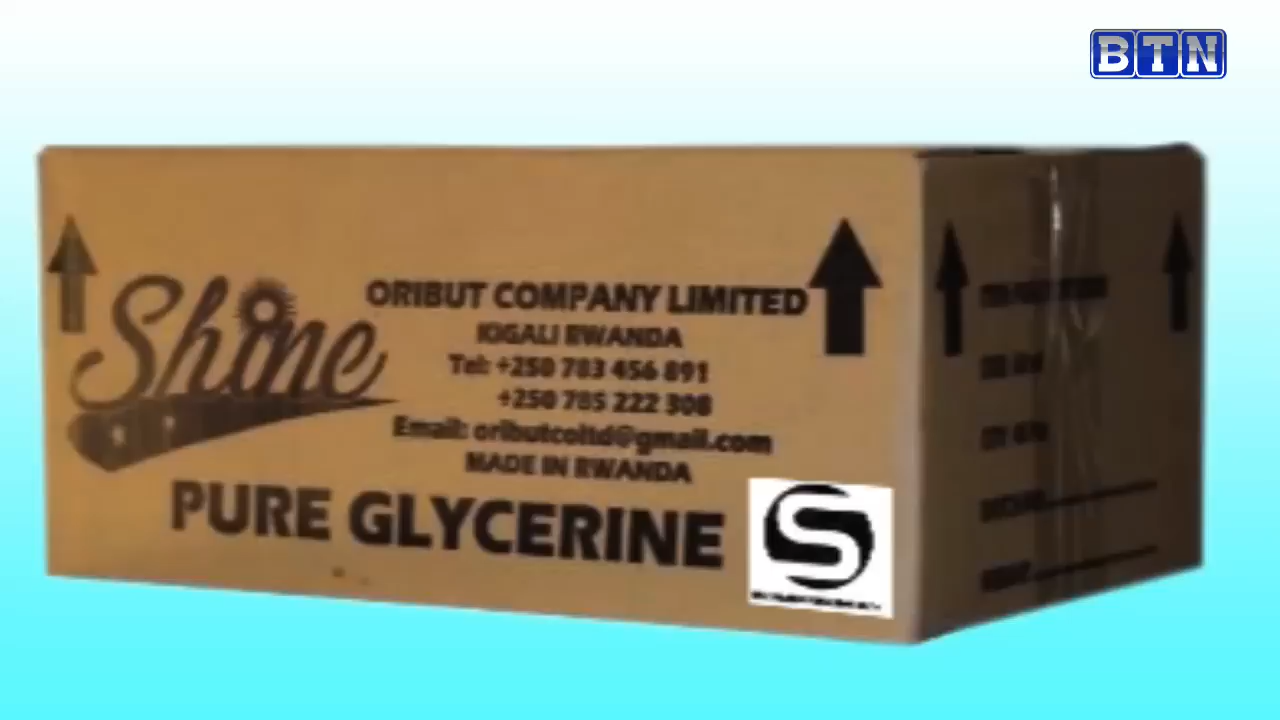 BTN
Shine
ORIBUT COMPANY LIMITED
KIGALI RWANDA
Tel: +250 783 456 891
+250 785 222 308
Email: oributcoltd@gmail.com
MADE IN RWANDA
PURE GLYCERINE
S